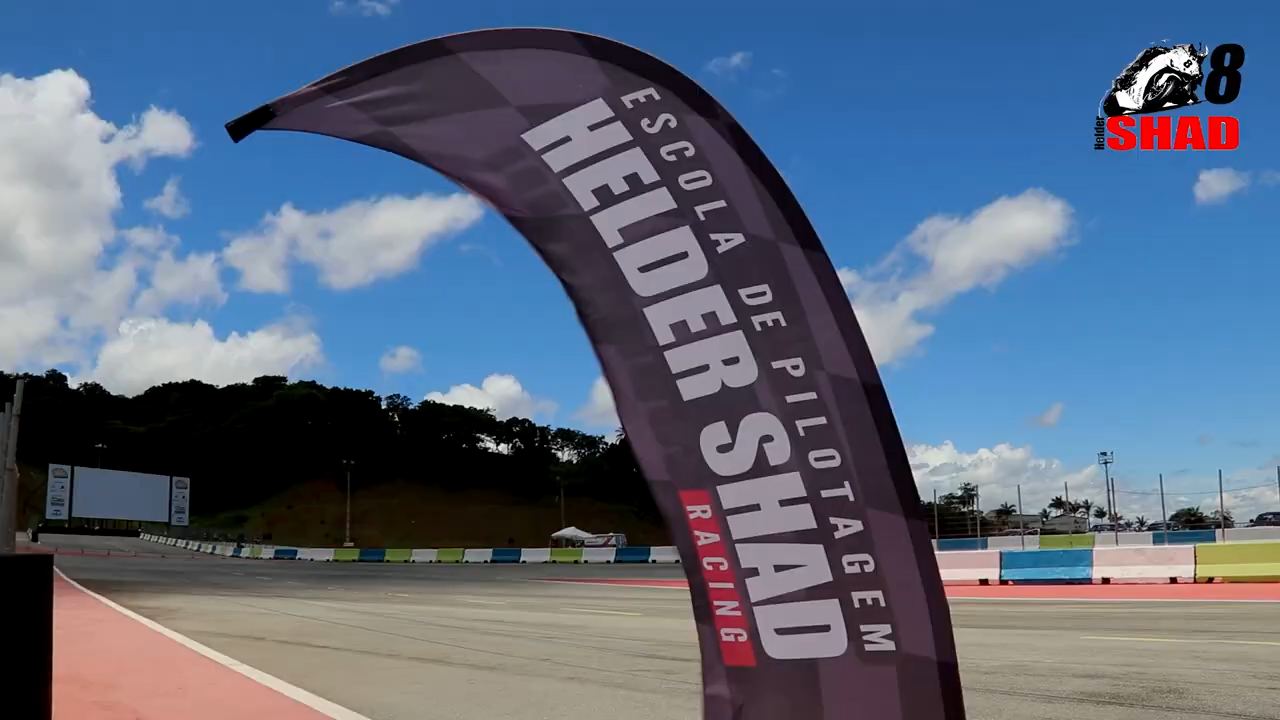 ESCOLA DE PILOTAGEM
HELDER SHAD
RACING
8
Helder
SHAD